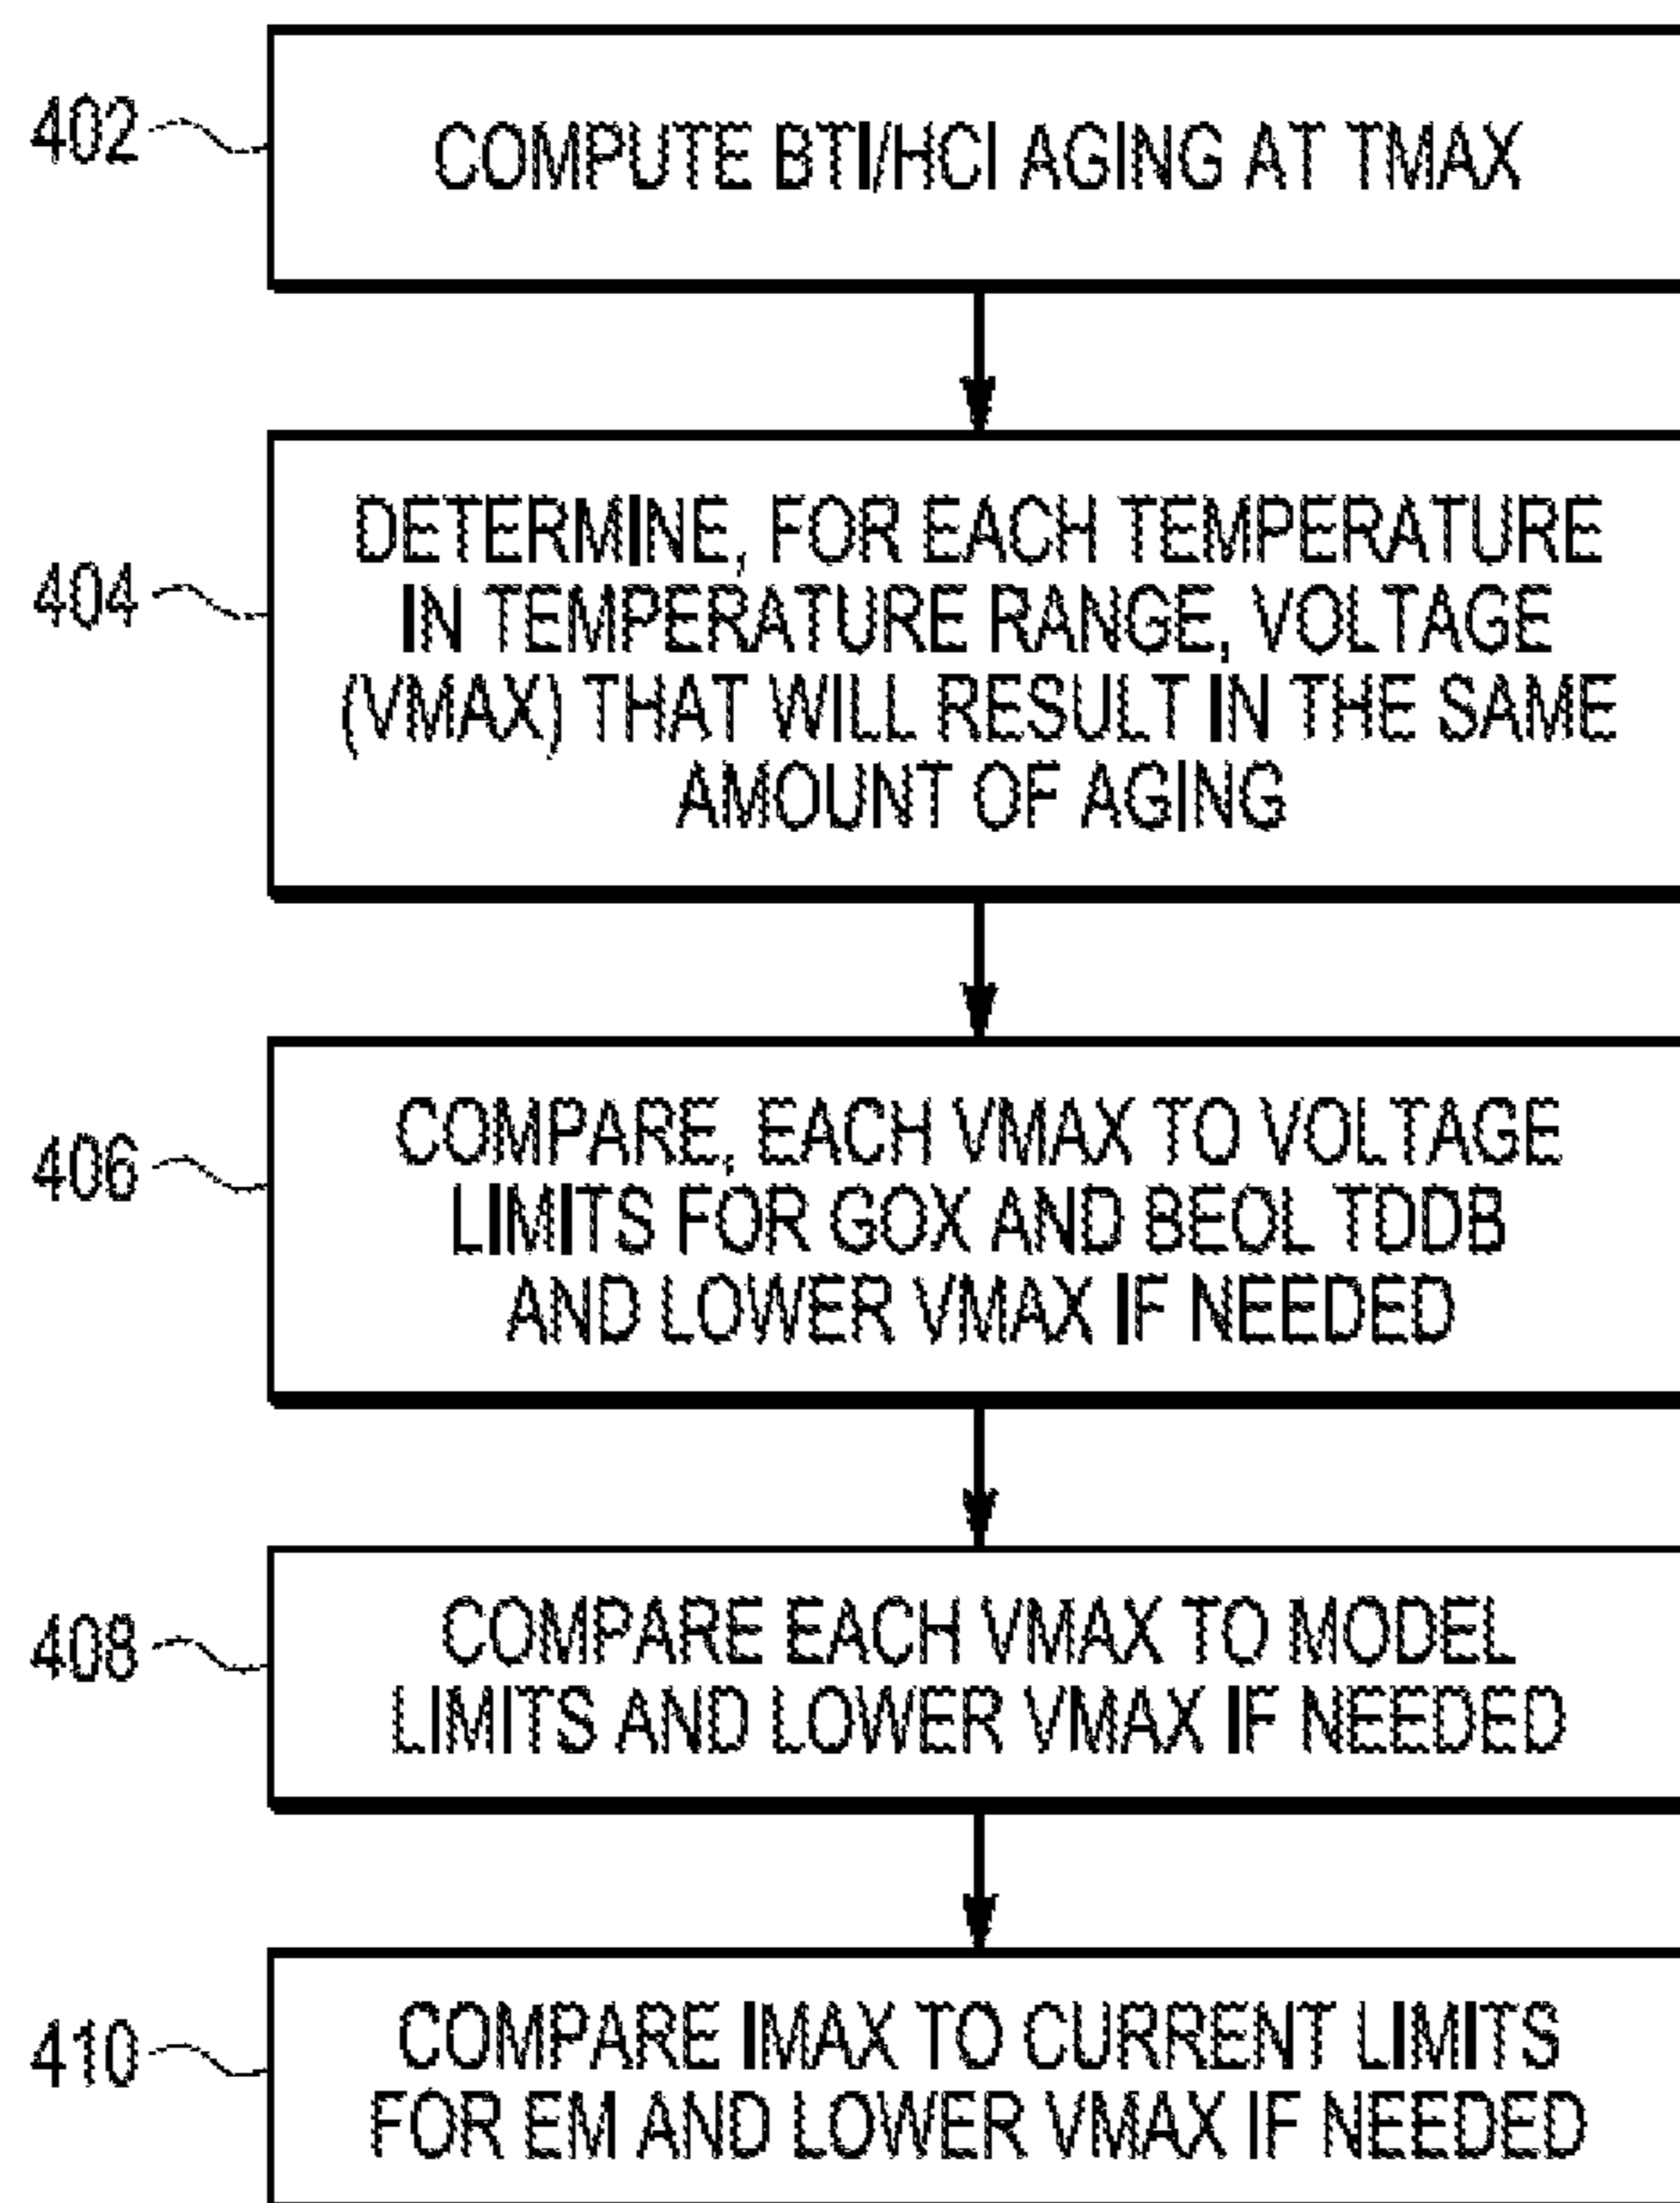 402
COMPUTE BTI/HCI AGING AT TMAX
404
DETERMINE, FOR EACH TEMPERATURE
IN TEMPERATURE RANGE, VOLTAGE
(VMAX) THAT WILL RESULT IN THE SAME
AMOUNT OF AGING
406
COMPARE, EACH VMAX TO VOLTAGE
LIMITS FOR GOX AND BEOL TDDB
AND LOWER VMAX IF NEEDED
408
COMPARE EACH VMAX TO MODEL
LIMITS AND LOWER VMAX IF NEEDED
410
COMPARE IMAX TO CURRENT LIMITS
FOR EM AND LOWER VMAX IF NEEDED